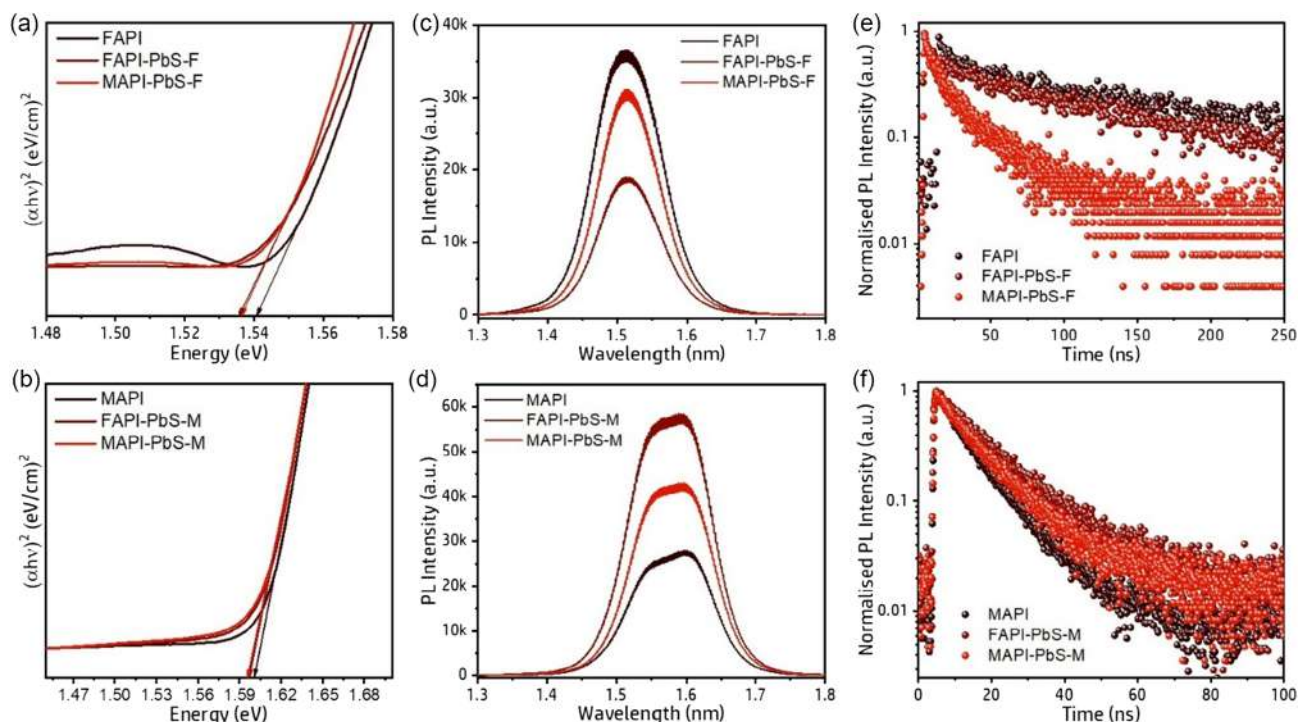 (a)
FAPI
FAPI-PbS-F
MAPI-PbS-F
(αhν)² (eV/cm)²
1.48 1.50 1.52 1.54 1.56 1.58
Energy (eV)
(b)
MAPI
FAPI-PbS-M
MAPI-PbS-M
(αhν)² (eV/cm)²
1.47 1.50 1.53 1.56 1.59 1.62 1.65 1.68
Energy (eV)
(c)
40k
30k
20k
10k
0
PL Intensity (a.u.)
FAPI
FAPI-PbS-F
MAPI-PbS-F
1.3 1.4 1.5 1.6 1.7 1.8
Wavelength (nm)
(d)
60k
50k
40k
30k
20k
10k
0
PL Intensity (a.u.)
MAPI
FAPI-PbS-M
MAPI-PbS-M
1.3 1.4 1.5 1.6 1.7 1.8
Wavelength (nm)
(e)
1
0.1
0.01
Normalised PL Intensity (a.u.)
FAPI
FAPI-PbS-F
MAPI-PbS-F
50 100 150 200 250
Time (ns)
(f)
1
0.1
0.01
Normalised PL Intensity (a.u.)
MAPI
FAPI-PbS-M
MAPI-PbS-M
0 20 40 60 80 100
Time (ns)